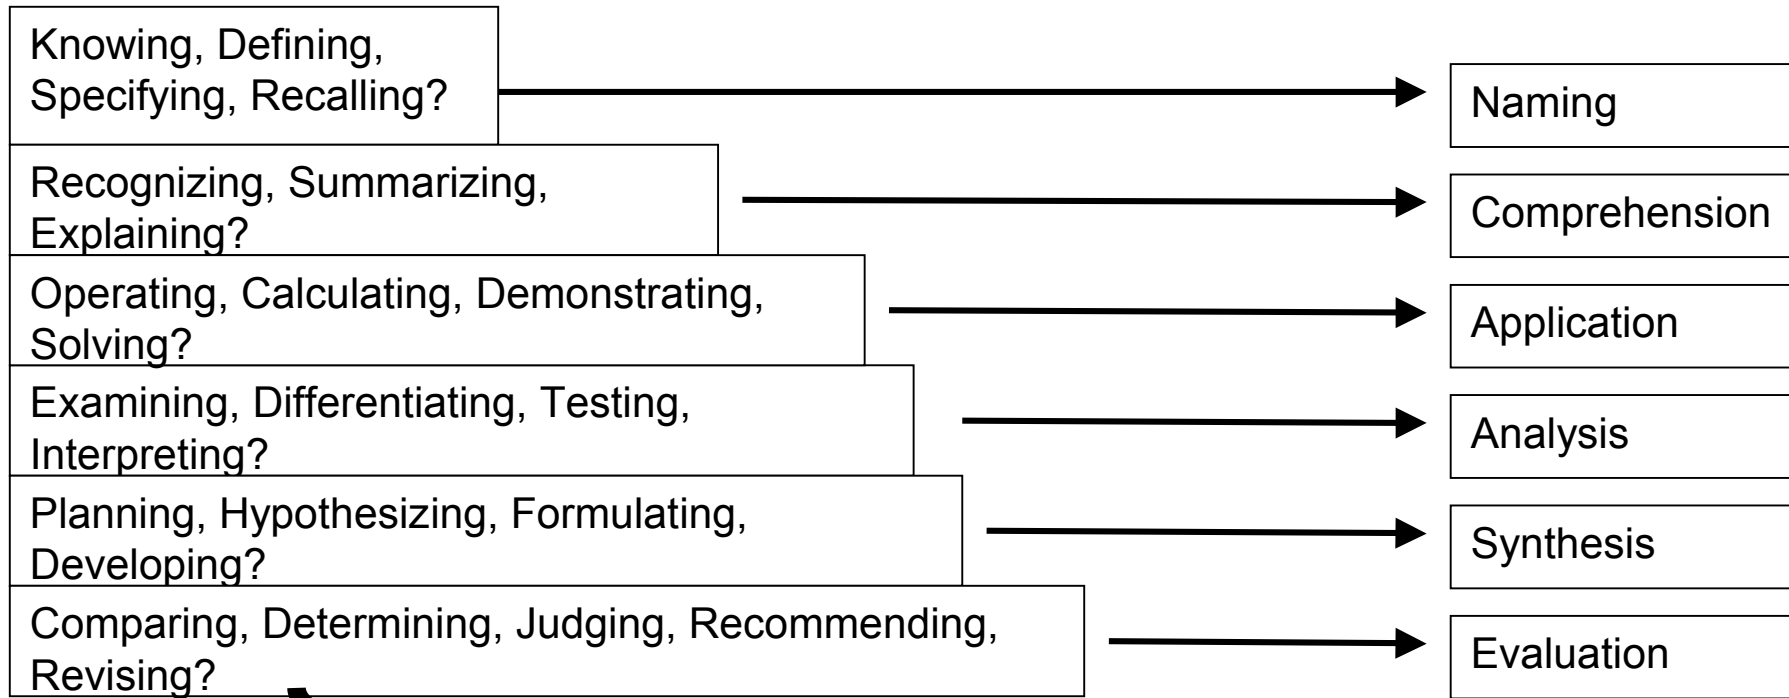 Knowing, Defining,
Specifying, Recalling?
Naming
Recognizing, Summarizing,
Explaining?
Comprehension
Operating, Calculating, Demonstrating,
Solving?
Application
Examining, Differentiating, Testing,
Interpreting?
Analysis
Planning, Hypothesizing, Formulating,
Developing?
Synthesis
Comparing, Determining, Judging, Recommending,
Revising?
Evaluation